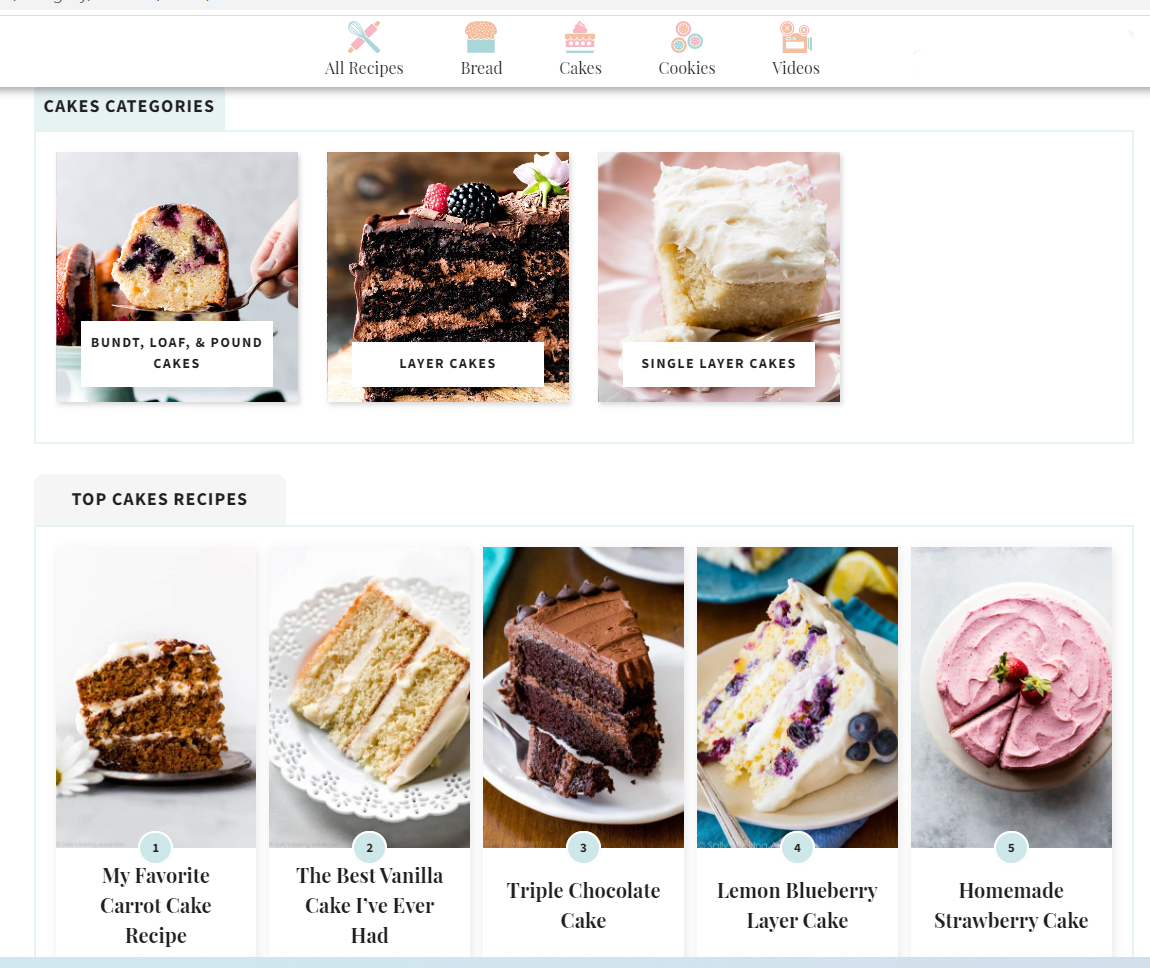 All Recipes
Bread
Cakes
Cookies
Videos
CAKES CATEGORIES
BUNDT, LOAF, & POUND
CAKES
LAYER CAKES
SINGLE LAYER CAKES
TOP CAKES RECIPES
1
2
3
4
5
My Favorite
Carrot Cake
Recipe
The Best Vanilla
Cake I've Ever
Had
Triple Chocolate
Cake
Lemon Blueberry
Layer Cake
Homemade
Strawberry Cake